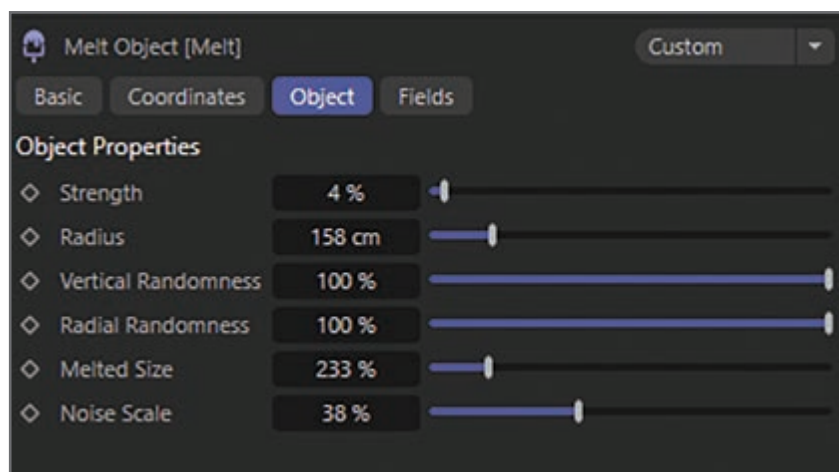 Melt Object [Melt] Custom
Basic Coordinates Object Fields
Object Properties
Strength 4 %
Radius 158 cm
Vertical Randomness 100 %
Radial Randomness 100 %
Melted Size 233 %
Noise Scale 38 %